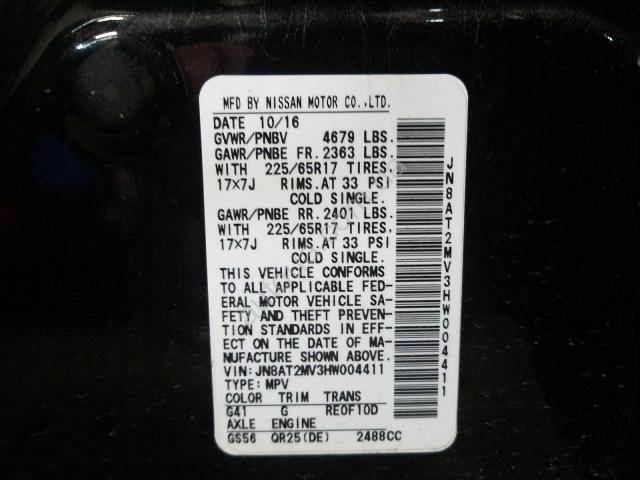 MFD BY NISSAN MOTOR CO.,LTD.
DATE 10/16
GVWR/PNBV 4679 LBS.
GAWR/PNBE FR. 2363 LBS.
WITH 225/65R17 TIRES,
17×7J RIMS. AT 33 PSI
COLD SINGLE.
GAWR/PNBE RR. 2401 LBS.
WITH 225/65R17 TIRES,
17×7J RIMS. AT 33 PSI
COLD SINGLE.
THIS VEHICLE CONFORMS
TO ALL APPLICABLE FED-
ERAL MOTOR VEHICLE SA-
FETY AND THEFT PREVEN-
TION STANDARDS IN EFF-
ECT ON THE DATE OF MA-
NUFACTURE SHOWN ABOVE.
VIN: JN8AT2MV3HW004411
TYPE: MPV
COLOR TRIM TRANS
G41 G RE0F10D
AXLE ENGINE
GS56 QR25(DE) 2488CC
JN8AT2MV3HW004411